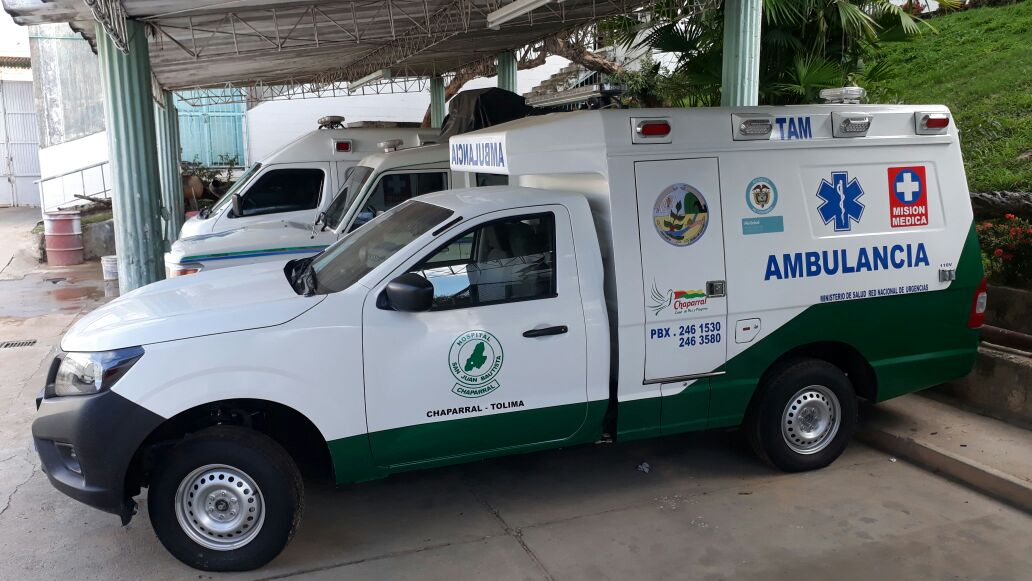 AMBULANCIA
TAM
MISION
MEDICA
AMBULANCIA
110V
MINISTERIO DE SALUD RED NACIONAL DE URGENCIAS
Chaparral
PBX . 246 1530
246 3580
HOSPITAL
SAN JUAN BAUTISTA
CHAPARRAL
CHAPARRAL - TOLIMA